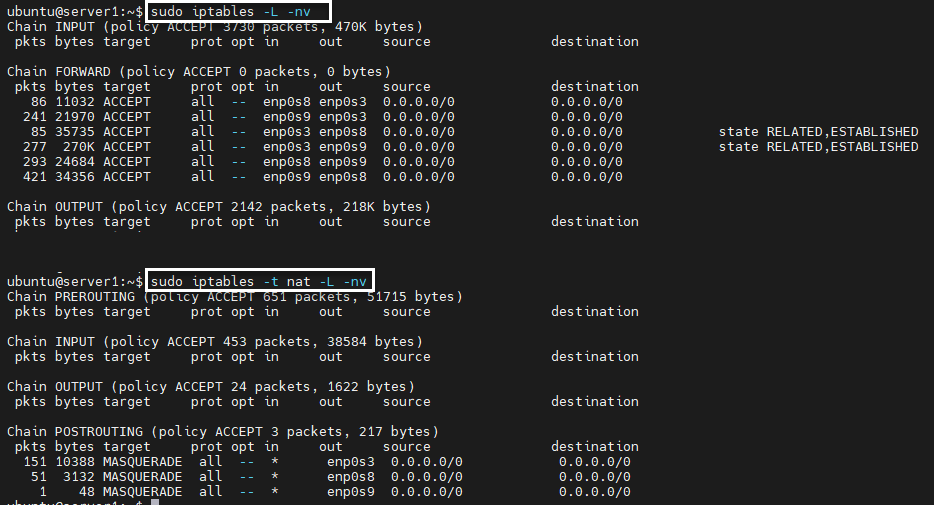 ubuntu@server1:~$ sudo iptables -L -nv
Chain INPUT (policy ACCEPT 3730 packets, 470K bytes)
pkts bytes target prot opt in out source destination
Chain FORWARD (policy ACCEPT 0 packets, 0 bytes)
pkts bytes target prot opt in out source destination
86 11032 ACCEPT all -- enp0s8 enp0s3 0.0.0.0/0 0.0.0.0/0
241 21970 ACCEPT all -- enp0s9 enp0s3 0.0.0.0/0 0.0.0.0/0
85 35735 ACCEPT all -- enp0s3 enp0s8 0.0.0.0/0 0.0.0.0/0 state RELATED,ESTABLISHED
277 270K ACCEPT all -- enp0s3 enp0s9 0.0.0.0/0 0.0.0.0/0 state RELATED,ESTABLISHED
293 24684 ACCEPT all -- enp0s8 enp0s9 0.0.0.0/0 0.0.0.0/0
421 34356 ACCEPT all -- enp0s9 enp0s8 0.0.0.0/0 0.0.0.0/0
Chain OUTPUT (policy ACCEPT 2142 packets, 218K bytes)
pkts bytes target prot opt in out source destination
ubuntu@server1:~$ sudo iptables -t nat -L -nv
Chain PREROUTING (policy ACCEPT 651 packets, 51715 bytes)
pkts bytes target prot opt in out source destination
Chain INPUT (policy ACCEPT 453 packets, 38584 bytes)
pkts bytes target prot opt in out source destination
Chain OUTPUT (policy ACCEPT 24 packets, 1622 bytes)
pkts bytes target prot opt in out source destination
Chain POSTROUTING (policy ACCEPT 3 packets, 217 bytes)
pkts bytes target prot opt in out source destination
151 10388 MASQUERADE all -- * enp0s3 0.0.0.0/0 0.0.0.0/0
51 3132 MASQUERADE all -- * enp0s8 0.0.0.0/0 0.0.0.0/0
1 48 MASQUERADE all -- * enp0s9 0.0.0.0/0 0.0.0.0/0
ubuntu@server1:~$